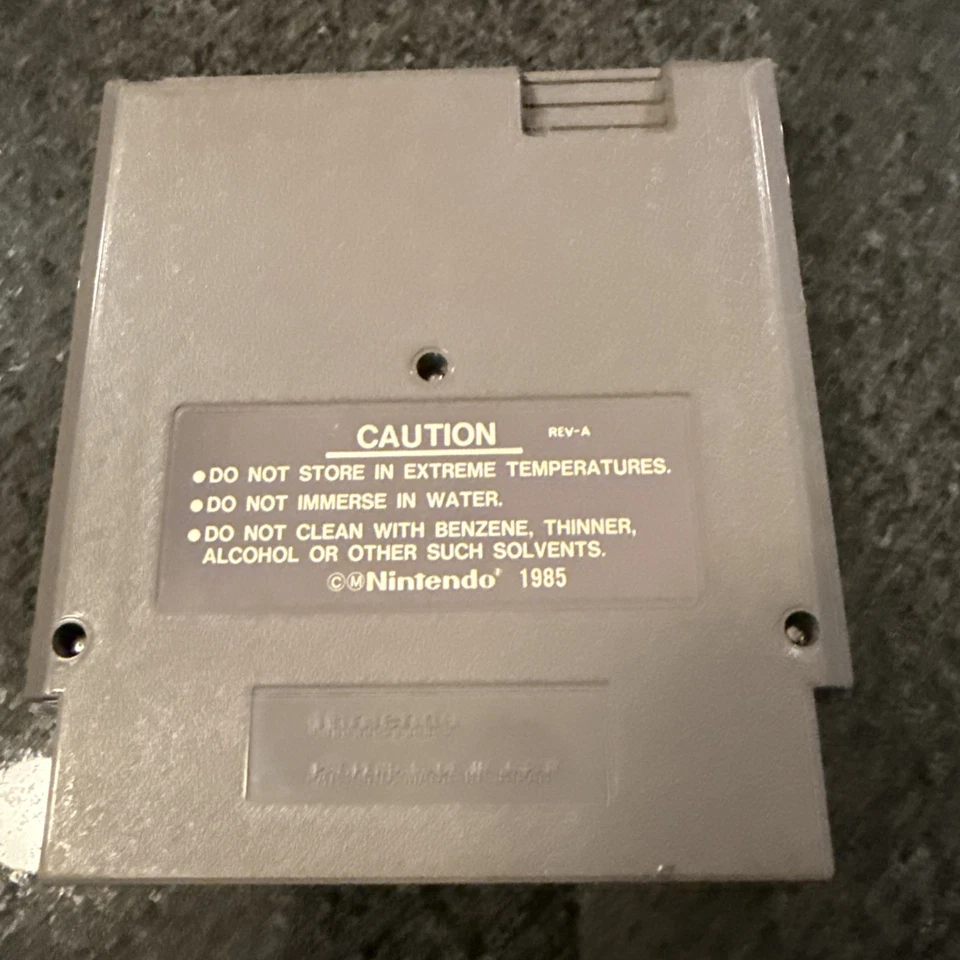 CAUTION REV-A
●DO NOT STORE IN EXTREME TEMPERATURES.
●DO NOT IMMERSE IN WATER.
●DO NOT CLEAN WITH BENZENE, THINNER,
ALCOHOL OR OTHER SUCH SOLVENTS.
©ⓂNintendo® 1985
Nintendo